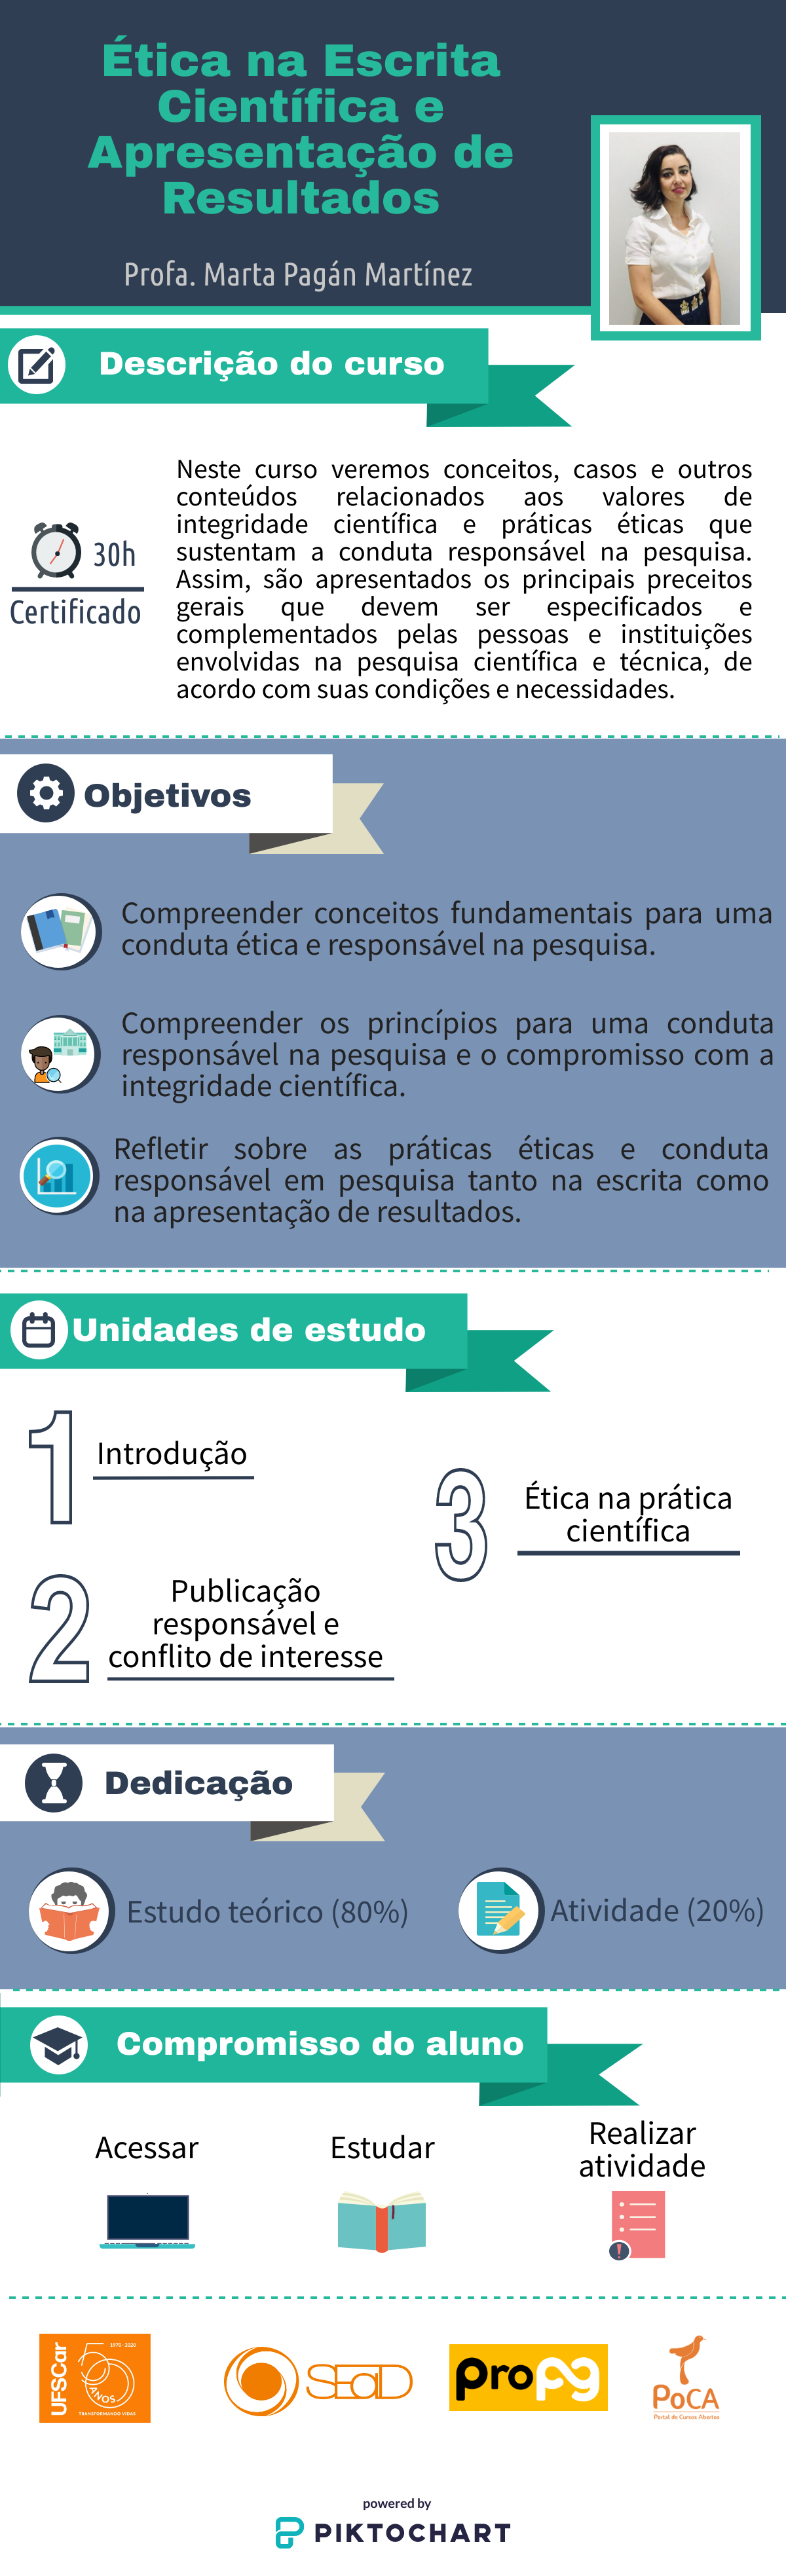 Ética na Escrita
Científica e
Apresentação de
Resultados
Profa. Marta Pagán Martínez
Descrição do curso
30h
Certificado
Neste curso veremos conceitos, casos e outros
conteúdos relacionados aos valores de
integridade científica e práticas éticas que
sustentam a conduta responsável na pesquisa.
Assim, são apresentados os principais preceitos
gerais que devem ser especificados e
complementados pelas pessoas e instituições
envolvidas na pesquisa científica e técnica, de
acordo com suas condições e necessidades.
Objetivos
Compreender conceitos fundamentais para uma
conduta ética e responsável na pesquisa.
Compreender os princípios para uma conduta
responsável na pesquisa e o compromisso com a
integridade científica.
Refletir sobre as práticas éticas e conduta
responsável em pesquisa tanto na escrita como
na apresentação de resultados.
Unidades de estudo
1
Introdução
2
Publicação
responsável e
conflito de interesse
3
Ética na prática
científica
Dedicação
Estudo teórico (80%)
Atividade (20%)
Compromisso do aluno
Acessar
Estudar
Realizar
atividade
UFSCar
1970 - 2020
50
ANOS
TRANSFORMANDO VIDAS
SEaD
propg
PoCA
Portal de Cursos Abertos
powered by
PIKTOCHART